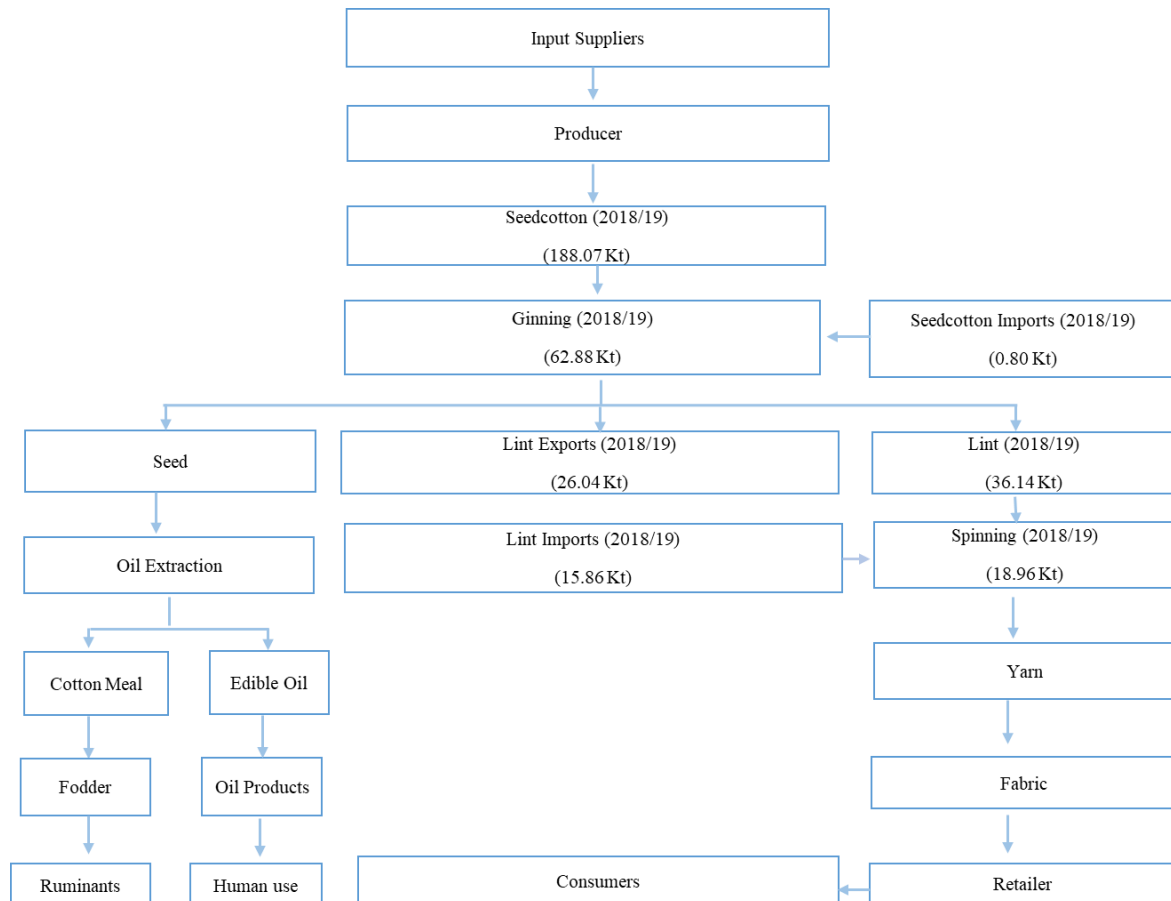 Input Suppliers
Producer
Seedcotton (2018/19)
(188.07 Kt)
Ginning (2018/19)
(62.88 Kt)
Seedcotton Imports (2018/19)
(0.80 Kt)
Seed
Lint Exports (2018/19)
(26.04 Kt)
Lint (2018/19)
(36.14 Kt)
Oil Extraction
Lint Imports (2018/19)
(15.86 Kt)
Spinning (2018/19)
(18.96 Kt)
Cotton Meal
Edible Oil
Yarn
Fodder
Oil Products
Fabric
Ruminants
Human use
Consumers
Retailer